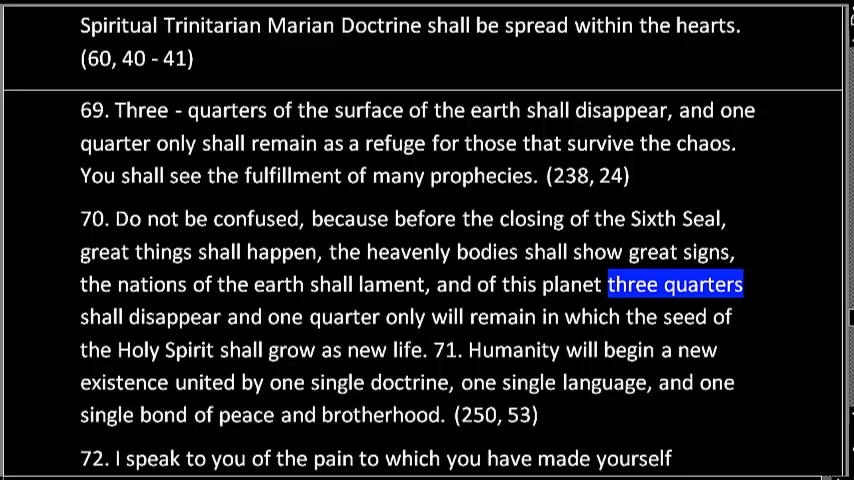 Spiritual Trinitarian Marian Doctrine shall be spread within the hearts.
(60, 40 - 41)
69. Three - quarters of the surface of the earth shall disappear, and one
quarter only shall remain as a refuge for those that survive the chaos.
You shall see the fulfillment of many prophecies. (238, 24)
70. Do not be confused, because before the closing of the Sixth Seal,
great things shall happen, the heavenly bodies shall show great signs,
the nations of the earth shall lament, and of this planet three quarters
shall disappear and one quarter only will remain in which the seed of
the Holy Spirit shall grow as new life. 71. Humanity will begin a new
existence united by one single doctrine, one single language, and one
single bond of peace and brotherhood. (250, 53)
72. I speak to you of the pain to which you have made yourself